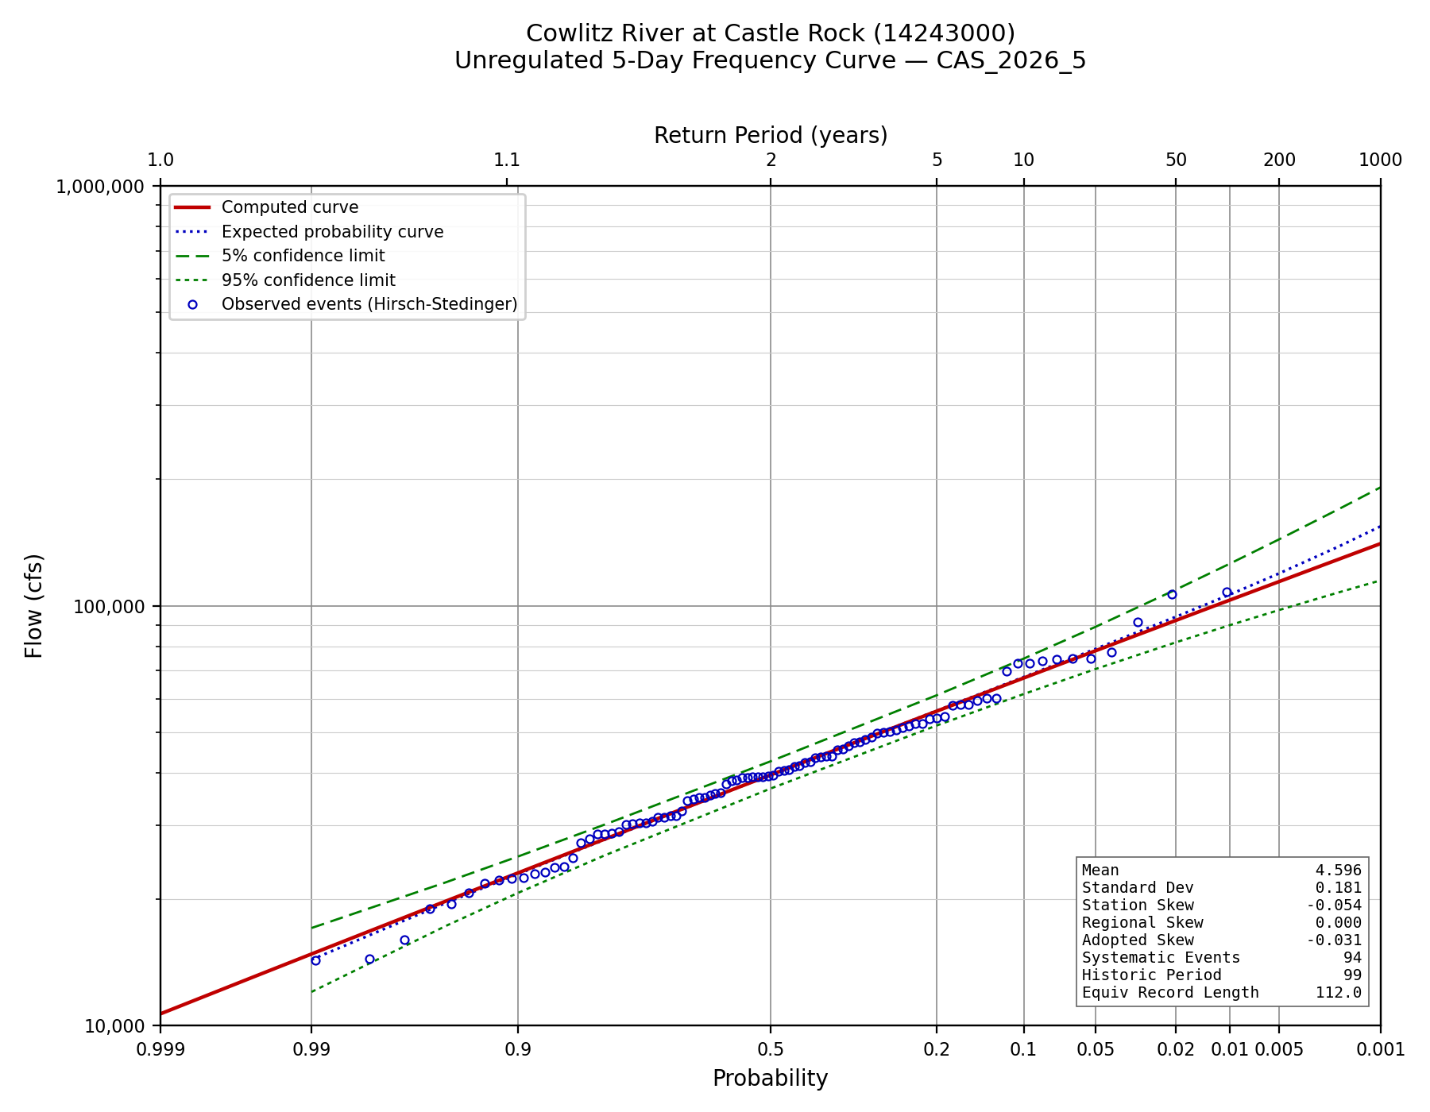 Cowlitz River at Castle Rock (14243000)
Unregulated 5-Day Frequency Curve — CAS_2026_5
Return Period (years)
1.0 1.1 2 5 10 50 200 1000
1,000,000
Computed curve
Expected probability curve
5% confidence limit
95% confidence limit
Observed events (Hirsch-Stedinger)
Flow (cfs)
100,000
Mean 4.596
Standard Dev 0.181
Station Skew -0.054
Regional Skew 0.000
Adopted Skew -0.031
Systematic Events 94
Historic Period 99
Equiv Record Length 112.0
10,000
0.999 0.99 0.9 0.5 0.2 0.1 0.05 0.02 0.01 0.005 0.001
Probability